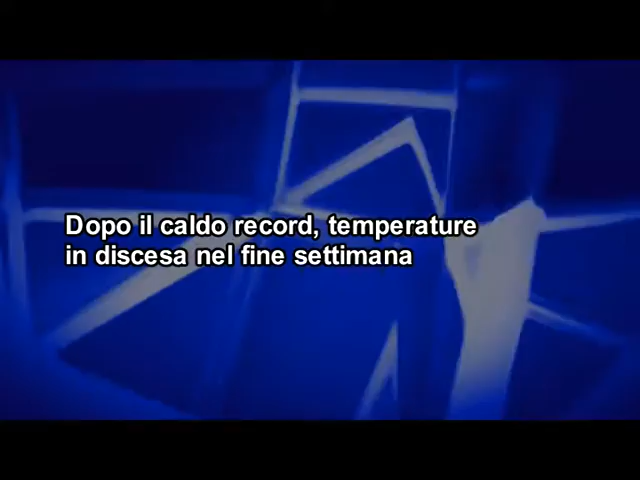 Dopo il caldo record, temperature
in discesa nel fine settimana